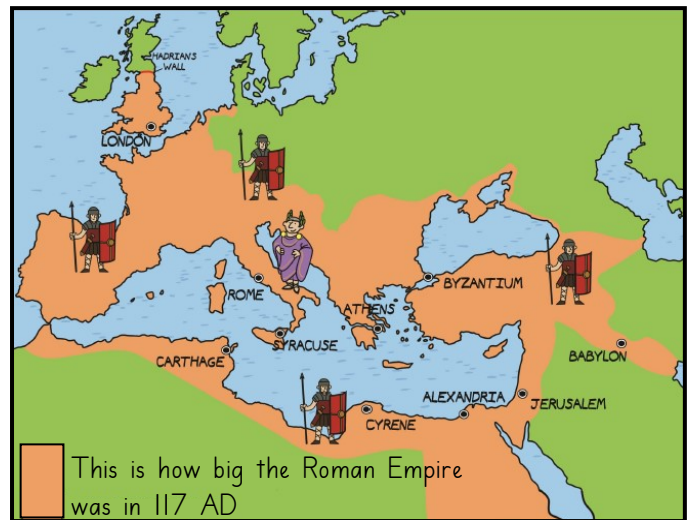 HADRIAN'S
WALL
LONDON
ROME
BYZANTIUM
ATHENS
SYRACUSE
CARTHAGE
BABYLON
ALEXANDRIA
JERUSALEM
CYRENE
This is how big the Roman Empire
was in 117 AD